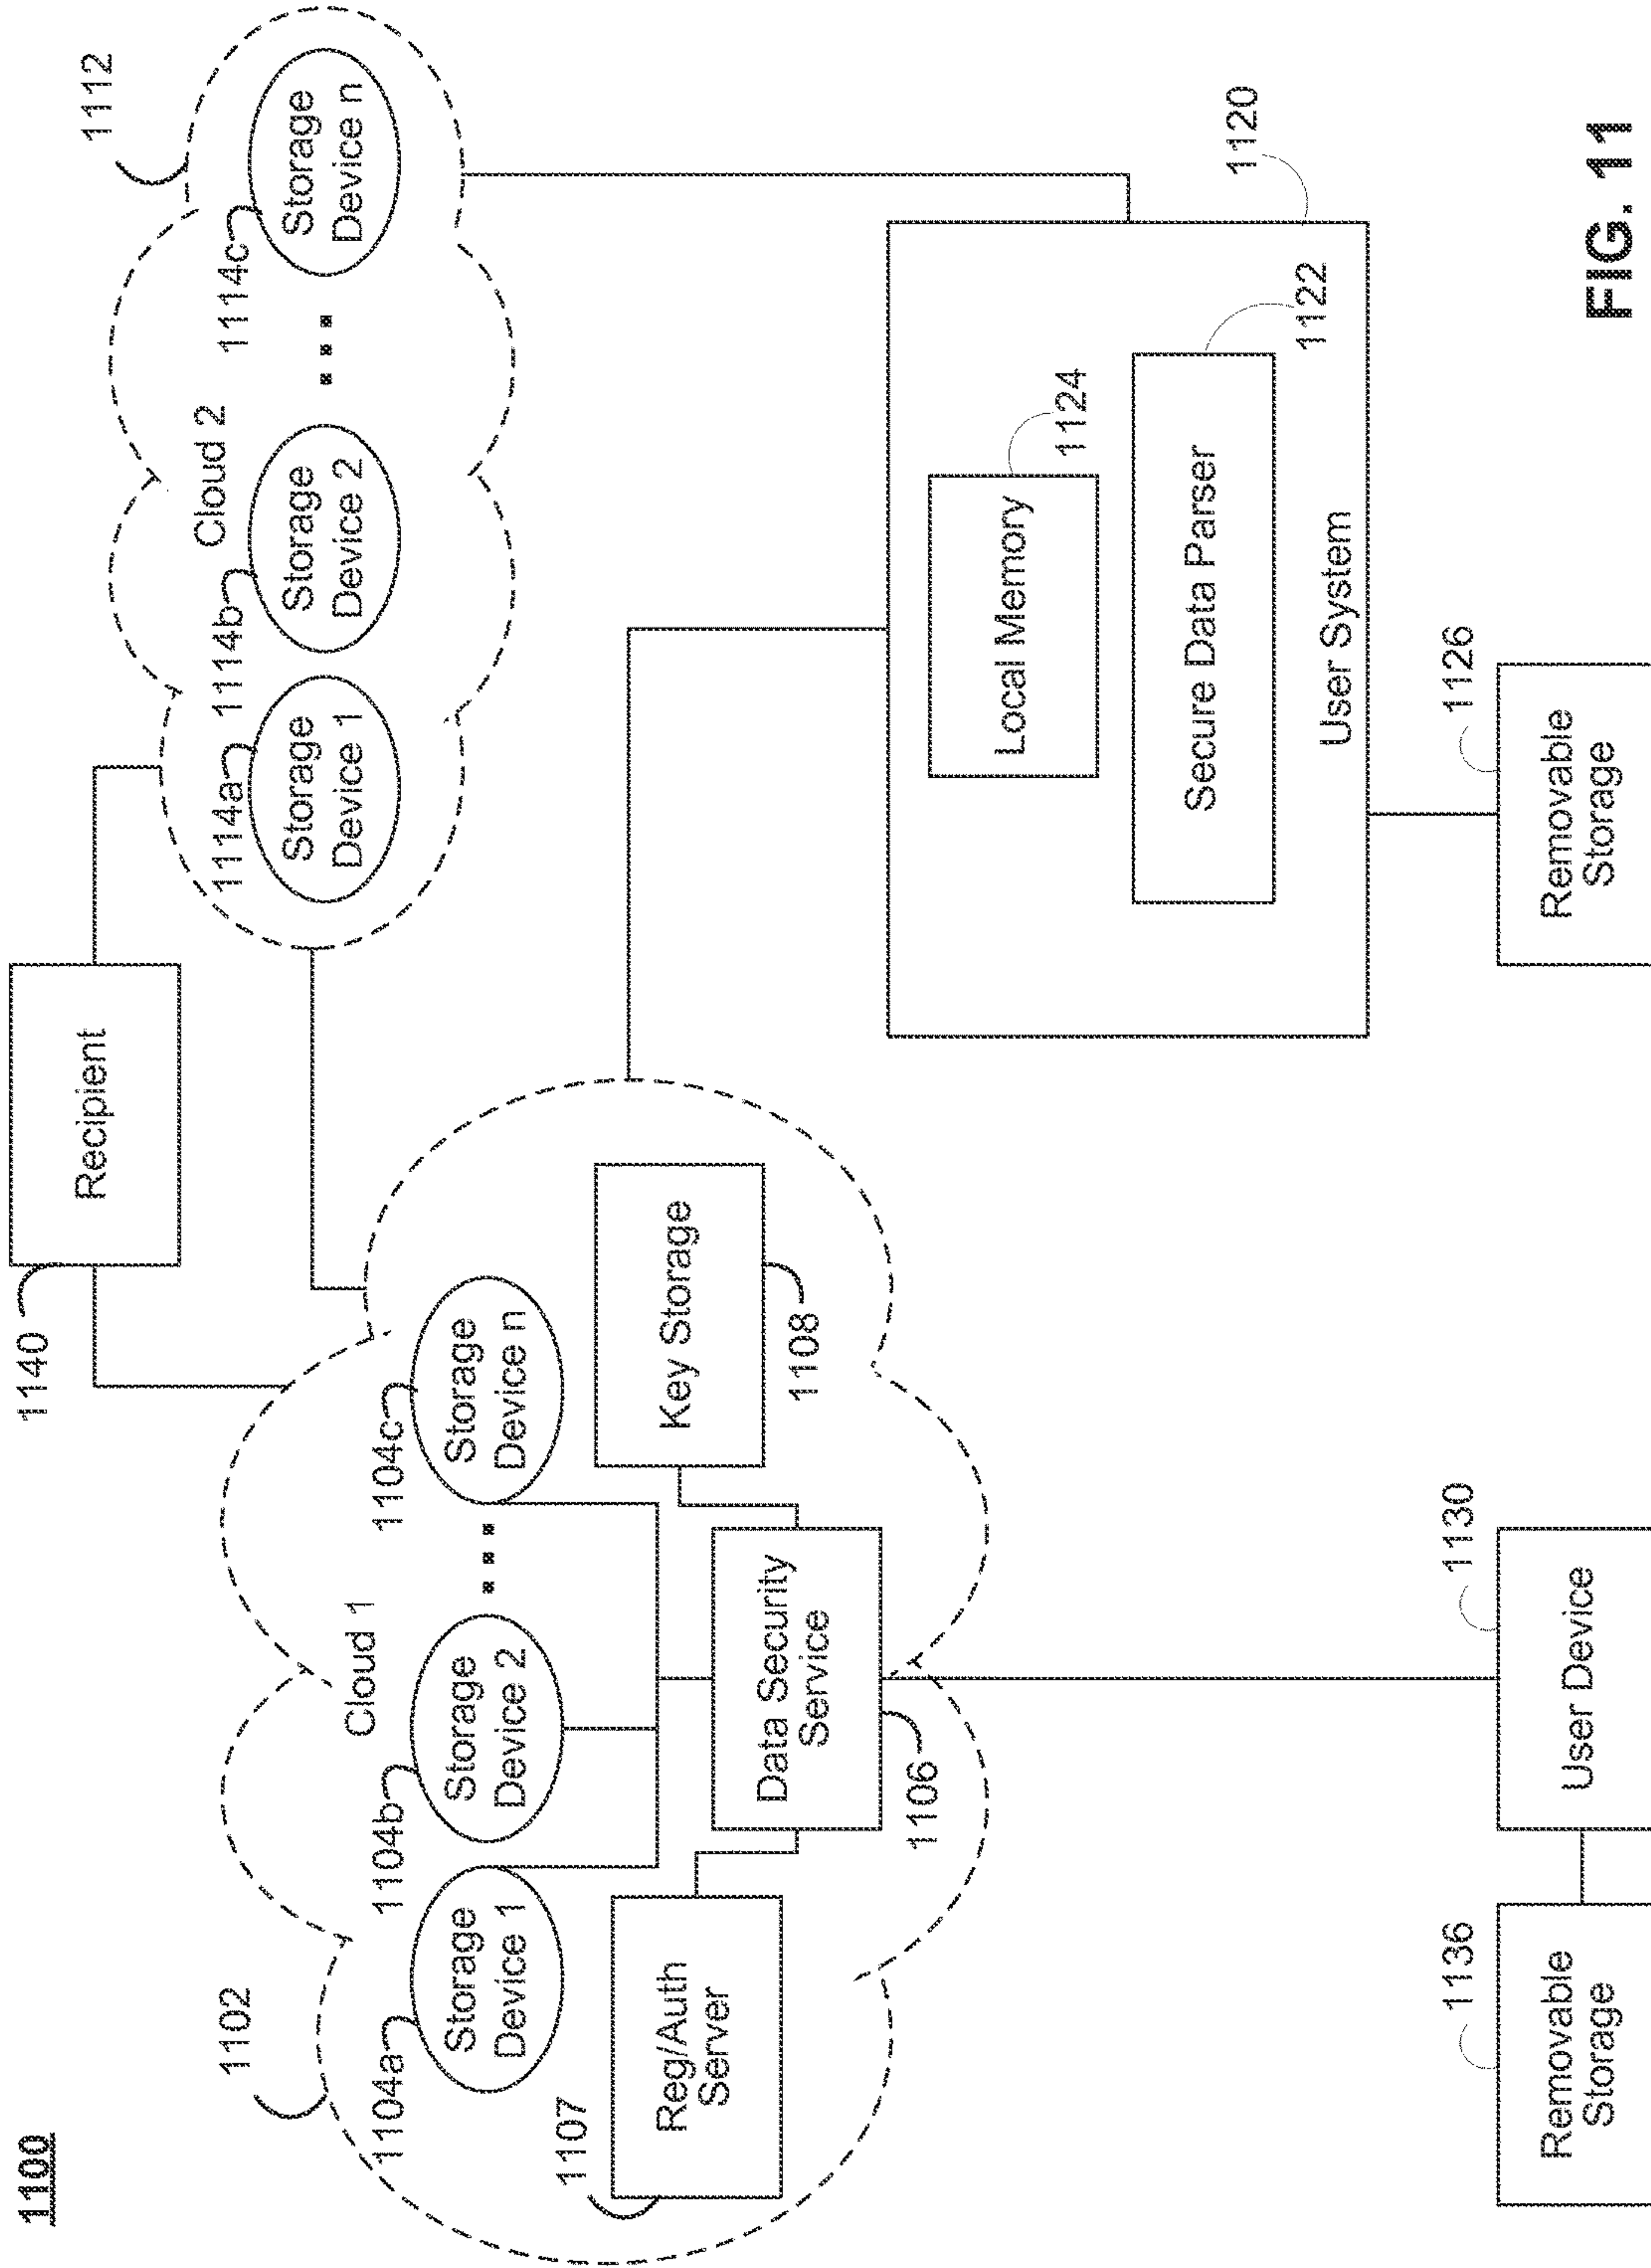 1100
1140
Recipient
1112
1102
Cloud 1
Cloud 2
1104a
1104b
1104c
1114a
1114b
1114c
Storage
Device 1
Storage
Device 2
...
Storage
Device n
Storage
Device 1
Storage
Device 2
...
Storage
Device n
1107
Reg/Auth
Server
Key Storage
1108
Data Security
Service
1106
Local Memory
1124
Secure Data Parser
1122
User System
1120
1136
Removable
Storage
1130
User Device
1126
Removable
Storage
FIG. 11